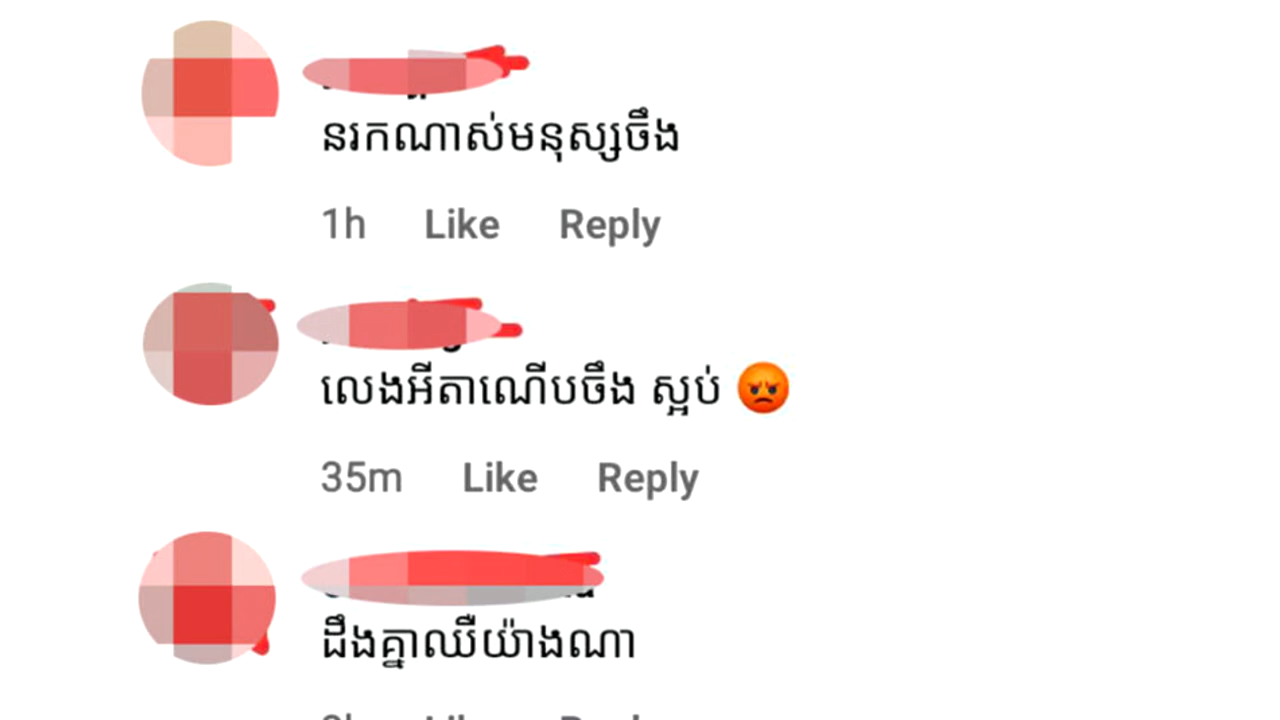 នរកណាស់មនុស្សចឹង
1h Like Reply
លេងអីតាណើបចឹង ស្អប់ 😡
35m Like Reply
ដឹងគ្នាឈឺយ៉ាងណា